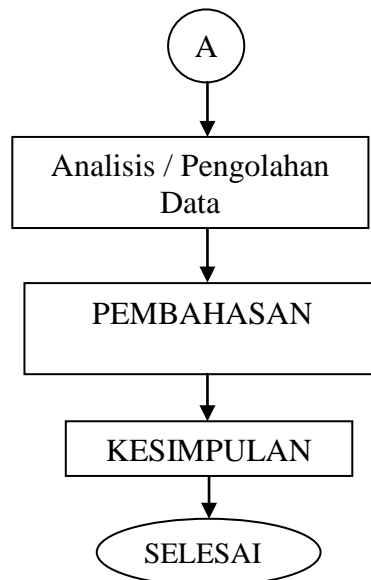 A
Analisis / Pengolahan
Data
PEMBAHASAN
KESIMPULAN
SELESAI